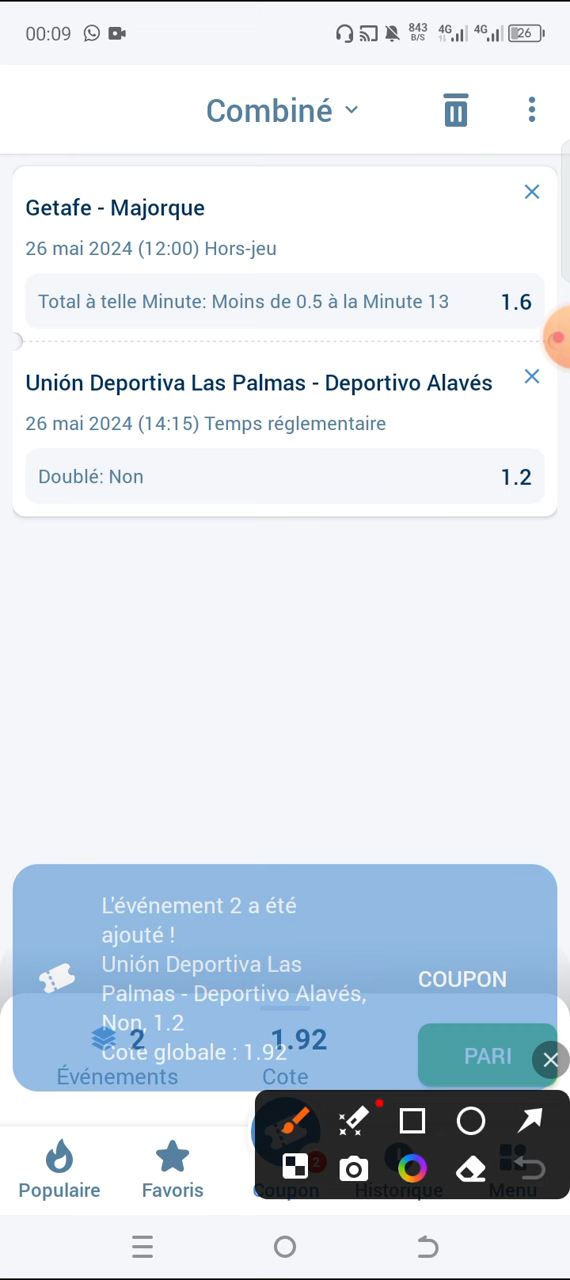 00:09
843
B/S
4G
4G
26
Combiné
Getafe - Majorque
26 mai 2024 (12:00) Hors-jeu
Total à telle Minute: Moins de 0.5 à la Minute 13 1.6
Unión Deportiva Las Palmas - Deportivo Alavés
26 mai 2024 (14:15) Temps réglementaire
Doublé: Non 1.2
L'événement 2 a été
ajouté !
Unión Deportiva Las
Palmas - Deportivo Alavés,
Non, 1.2
Cote globale : 1.92
COUPON
2
1.92
PARI
Événements
Cote
2
Populaire
Favoris
Coupon
Historique
Menu